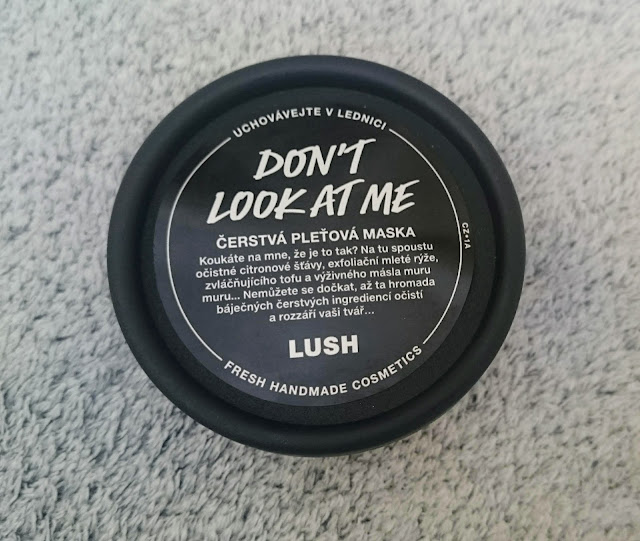 UCHOVÁVEJTE V LEDNICI
DON'T
LOOK AT ME
ČERSTVÁ PLEŤOVÁ MASKA
Koukáte na mne, že je to tak? Na tu spoustu
očistné citronové šťávy, exfoliační mleté rýže,
zvláčňujícího tofu a výživného másla muru
muru... Nemůžete se dočkat, až ta hromada
báječných čerstvých ingrediencí očistí
a rozzáří vaši tvář...
LUSH
FRESH HANDMADE COSMETICS
CZ•1A